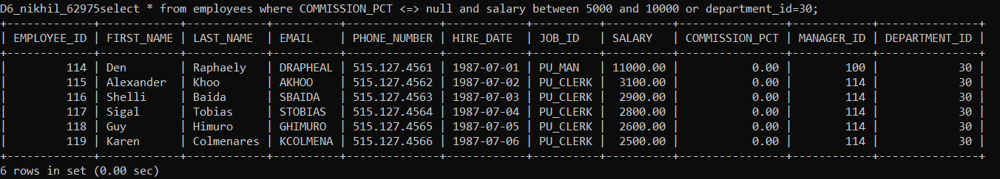 D6_nikhil_62975select * from employees where COMMISSION_PCT <=> null and salary between 5000 and 10000 or department_id=30;
+-------------+------------+------------+----------+--------------+------------+----------+----------+----------------+------------+---------------+
| EMPLOYEE_ID | FIRST_NAME | LAST_NAME | EMAIL | PHONE_NUMBER | HIRE_DATE | JOB_ID | SALARY | COMMISSION_PCT | MANAGER_ID | DEPARTMENT_ID |
+-------------+------------+------------+----------+--------------+------------+----------+----------+----------------+------------+---------------+
| 114 | Den | Raphaely | DRAPHEAL | 515.127.4561 | 1987-07-01 | PU_MAN | 11000.00 | 0.00 | 100 | 30 |
| 115 | Alexander | Khoo | AKHOO | 515.127.4562 | 1987-07-02 | PU_CLERK | 3100.00 | 0.00 | 114 | 30 |
| 116 | Shelli | Baida | SBAIDA | 515.127.4563 | 1987-07-03 | PU_CLERK | 2900.00 | 0.00 | 114 | 30 |
| 117 | Sigal | Tobias | STOBIAS | 515.127.4564 | 1987-07-04 | PU_CLERK | 2800.00 | 0.00 | 114 | 30 |
| 118 | Guy | Himuro | GHIMURO | 515.127.4565 | 1987-07-05 | PU_CLERK | 2600.00 | 0.00 | 114 | 30 |
| 119 | Karen | Colmenares | KCOLMENA | 515.127.4566 | 1987-07-06 | PU_CLERK | 2500.00 | 0.00 | 114 | 30 |
+-------------+------------+------------+----------+--------------+------------+----------+----------+----------------+------------+---------------+
6 rows in set (0.00 sec)